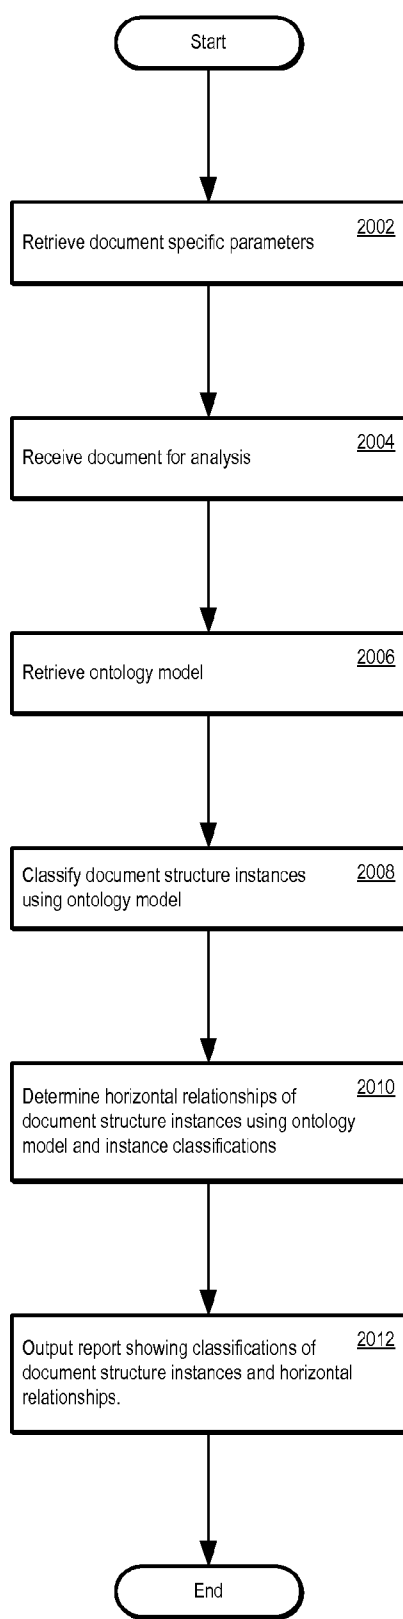 Start
2002
Retrieve document specific parameters
2004
Receive document for analysis
2006
Retrieve ontology model
2008
Classify document structure instances
using ontology model
2010
Determine horizontal relationships of
document structure instances using ontology
model and instance classifications
2012
Output report showing classifications of
document structure instances and horizontal
relationships.
End